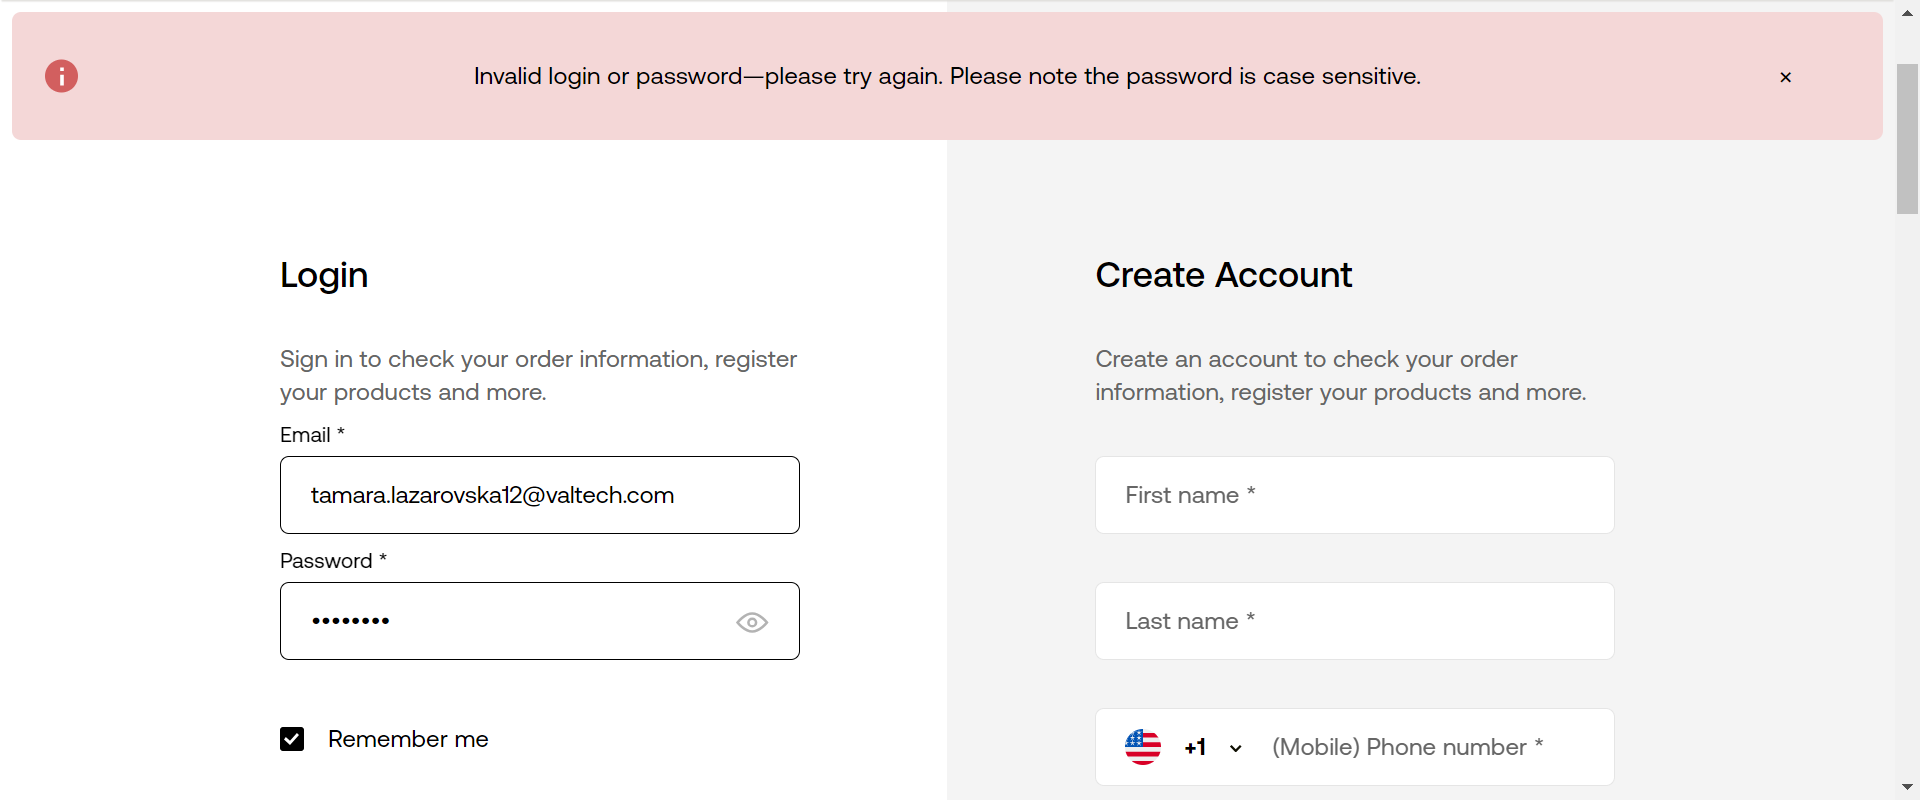 Invalid login or password—please try again. Please note the password is case sensitive.
Login
Sign in to check your order information, register
your products and more.
Email *
tamara.lazarovska12@valtech.com
Password *
••••••••
Remember me
Create Account
Create an account to check your order
information, register your products and more.
First name *
Last name *
+1 (Mobile) Phone number *